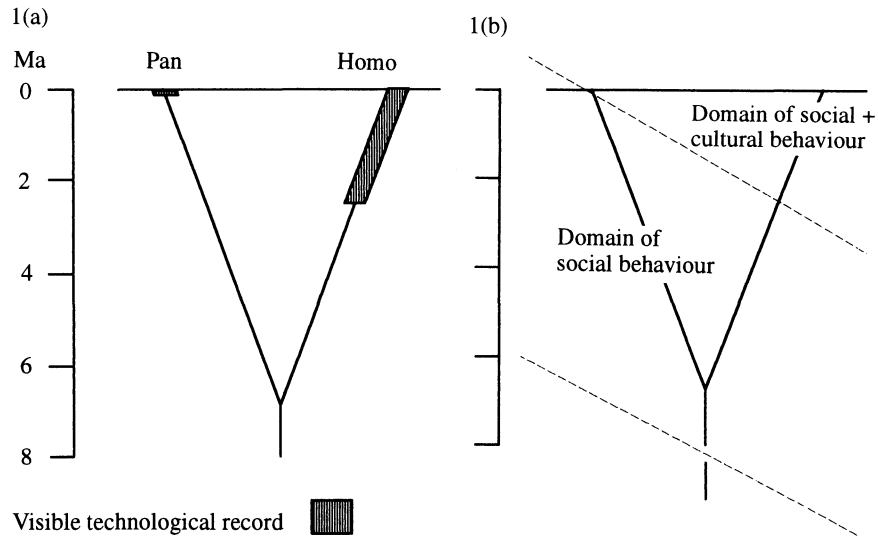 1(a)
Ma
Pan
Homo
0
2
4
6
8
Visible technological record
1(b)
Domain of social +
cultural behaviour
Domain of
social behaviour